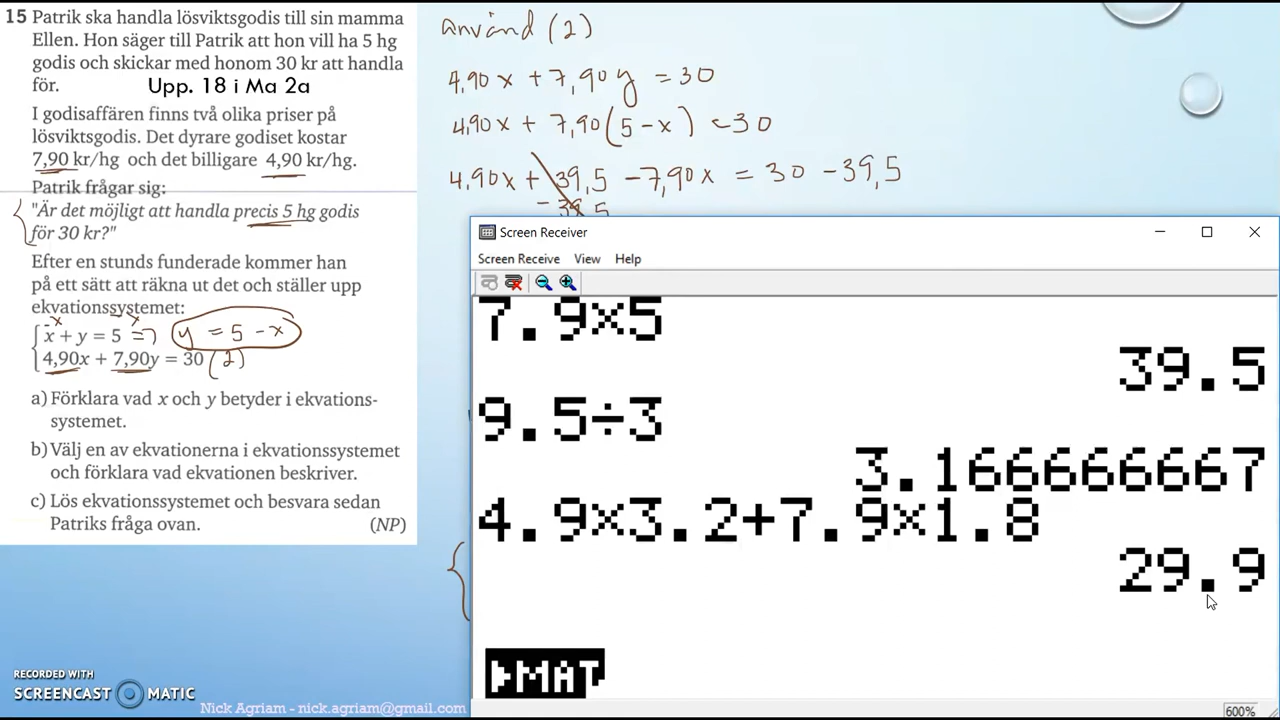 15 Patrik ska handla lösviktsgodis till sin mamma
Ellen. Hon säger till Patrik att hon vill ha 5 hg
godis och skickar med honom 30 kr att handla
för.
Upp. 18 i Ma 2a
I godisaffären finns två olika priser på
lösviktsgodis. Det dyrare godiset kostar
7,90 kr/hg och det billigare 4,90 kr/hg.
Patrik frågar sig:
"Är det möjligt att handla precis 5 hg godis
för 30 kr?"
Efter en stunds funderade kommer han
på ett sätt att räkna ut det och ställer upp
ekvationssystemet:
-x -x
x + y = 5 => y = 5 - x
4,90x + 7,90y = 30 (2)
a) Förklara vad x och y betyder i ekvations-
systemet.
b) Välj en av ekvationerna i ekvationssystemet
och förklara vad ekvationen beskriver.
c) Lös ekvationssystemet och besvara sedan
Patriks fråga ovan. (NP)
använd (2)
4,90x + 7,90y = 30
4,90x + 7,90(5 - x) = 30
4,90x + 39,5 - 7,90x = 30 - 39,5
- 39,5
Screen Receiver
Screen Receive View Help
7.9×5
39.5
9.5÷3
3.166666667
4.9×3.2+7.9×1.8
29.9
▶MAT
600%
RECORDED WITH
SCREENCAST MATIC
Nick Agriam - nick.agriam@gmail.com